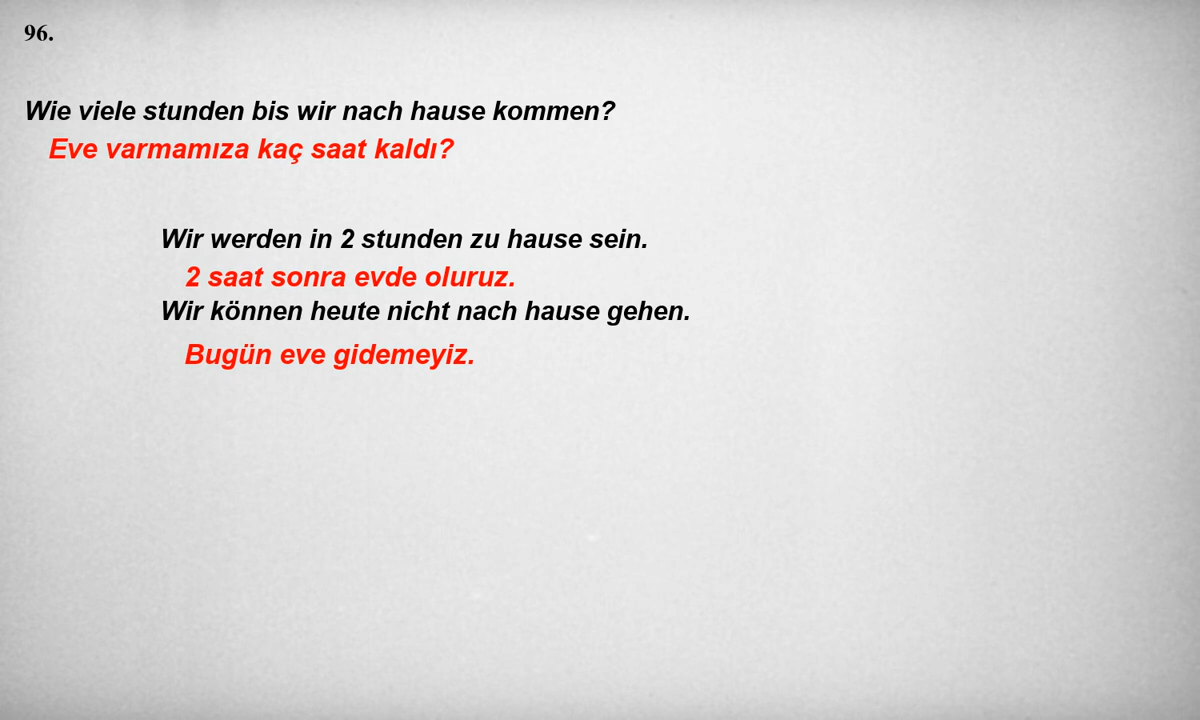 96.
Wie viele stunden bis wir nach hause kommen?
Eve varmamıza kaç saat kaldı?
Wir werden in 2 stunden zu hause sein.
2 saat sonra evde oluruz.
Wir können heute nicht nach hause gehen.
Bugün eve gidemeyiz.